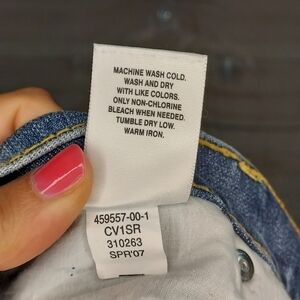 MACHINE WASH COLD.
WASH AND DRY
WITH LIKE COLORS.
ONLY NON-CHLORINE
BLEACH WHEN NEEDED.
TUMBLE DRY LOW.
WARM IRON.
459557-00-1
CV1SR
310263
SPR'07